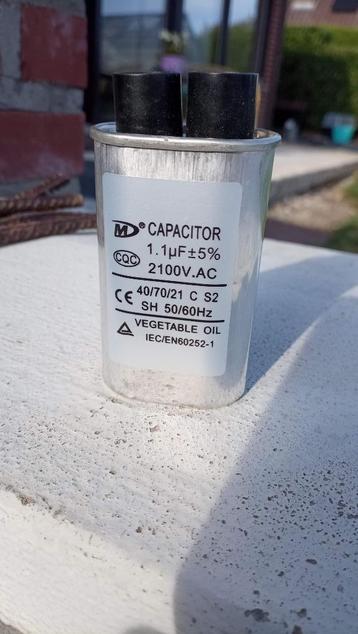 MD® CAPACITOR
1.1µF±5%
CQC
2100V.AC
CE 40/70/21 C S2
SH 50/60Hz
VEGETABLE OIL
IEC/EN60252-1